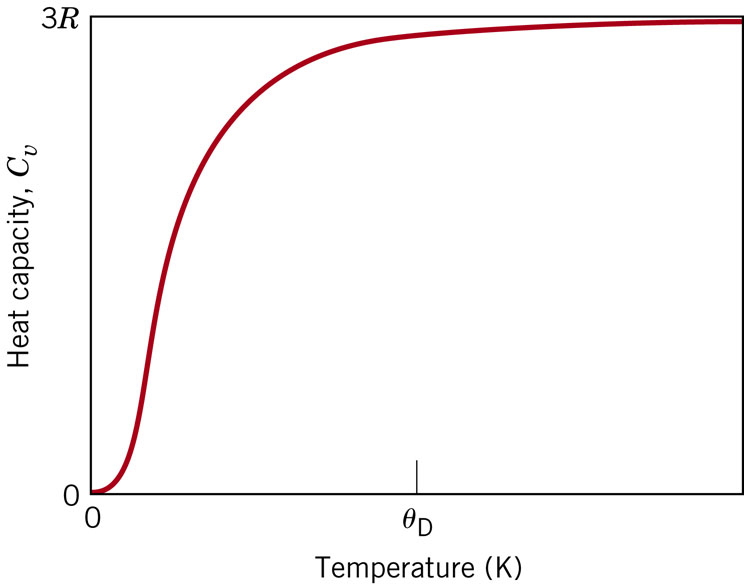 3R
Heat capacity, Cv
0
0
θD
Temperature (K)